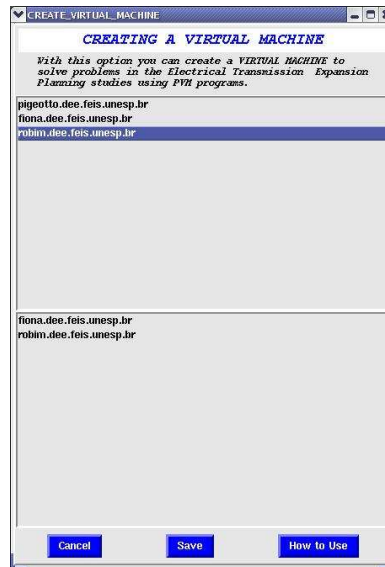 CREATE_VIRTUAL_MACHINE
CREATING A VIRTUAL MACHINE
With this option you can create a VIRTUAL MACHINE to
solve problems in the Electrical Transmission Expansion
Planning studies using PVM programs.
pigeotto.dee.feis.unesp.br
fiona.dee.feis.unesp.br
robim.dee.feis.unesp.br
fiona.dee.feis.unesp.br
robim.dee.feis.unesp.br
Cancel Save How to Use